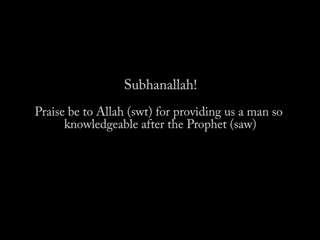 Subhanallah!
Praise be to Allah (swt) for providing us a man so
knowledgeable after the Prophet (saw)